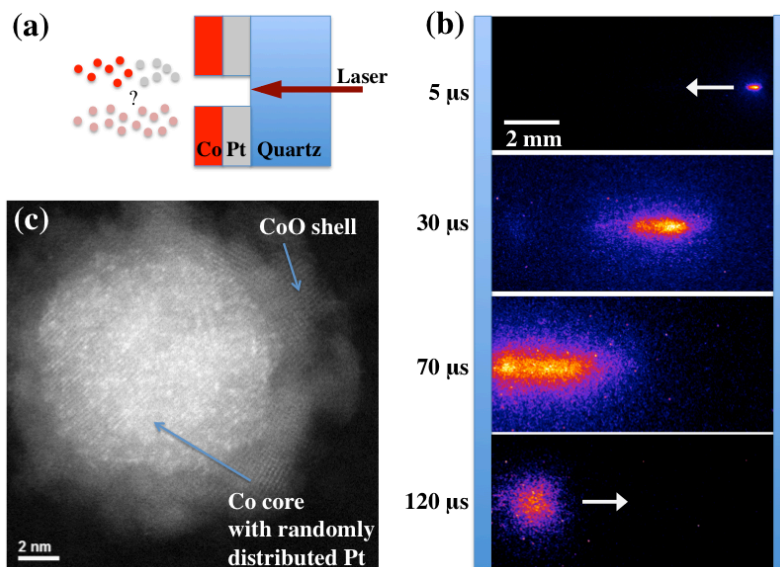 (a)
Laser
?
Co Pt Quartz
(b)
5 μs
2 mm
30 μs
70 μs
120 μs
(c)
CoO shell
Co core
with randomly
distributed Pt
2 nm